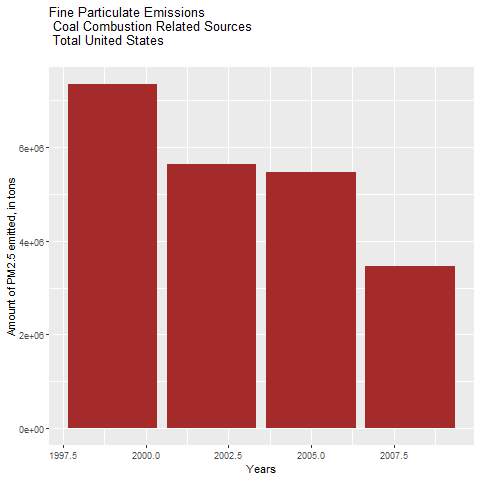 Fine Particulate Emissions
Coal Combustion Related Sources
Total United States
Amount of PM2.5 emitted, in tons
6e+06
4e+06
2e+06
0e+00
1997.5 2000.0 2002.5 2005.0 2007.5
Years